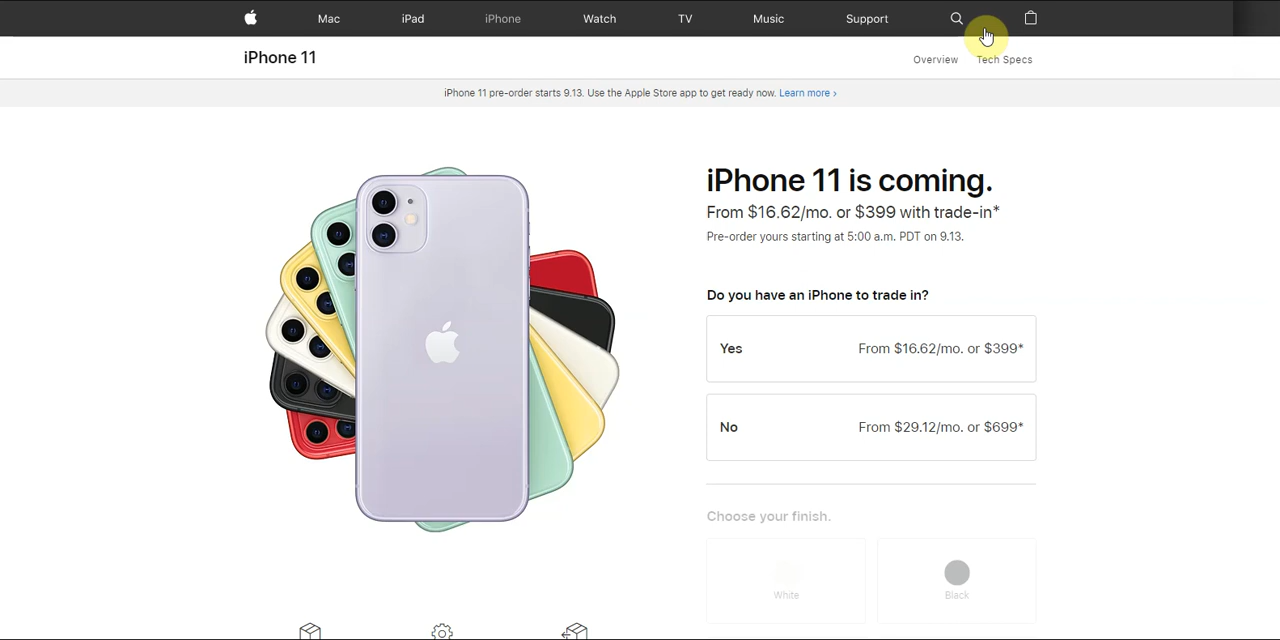 Mac iPad iPhone Watch TV Music Support
iPhone 11
Overview Tech Specs
iPhone 11 pre-order starts 9.13. Use the Apple Store app to get ready now. Learn more ›
iPhone 11 is coming.
From $16.62/mo. or $399 with trade-in*
Pre-order yours starting at 5:00 a.m. PDT on 9.13.
Do you have an iPhone to trade in?
Yes From $16.62/mo. or $399*
No From $29.12/mo. or $699*
Choose your finish.
White Black